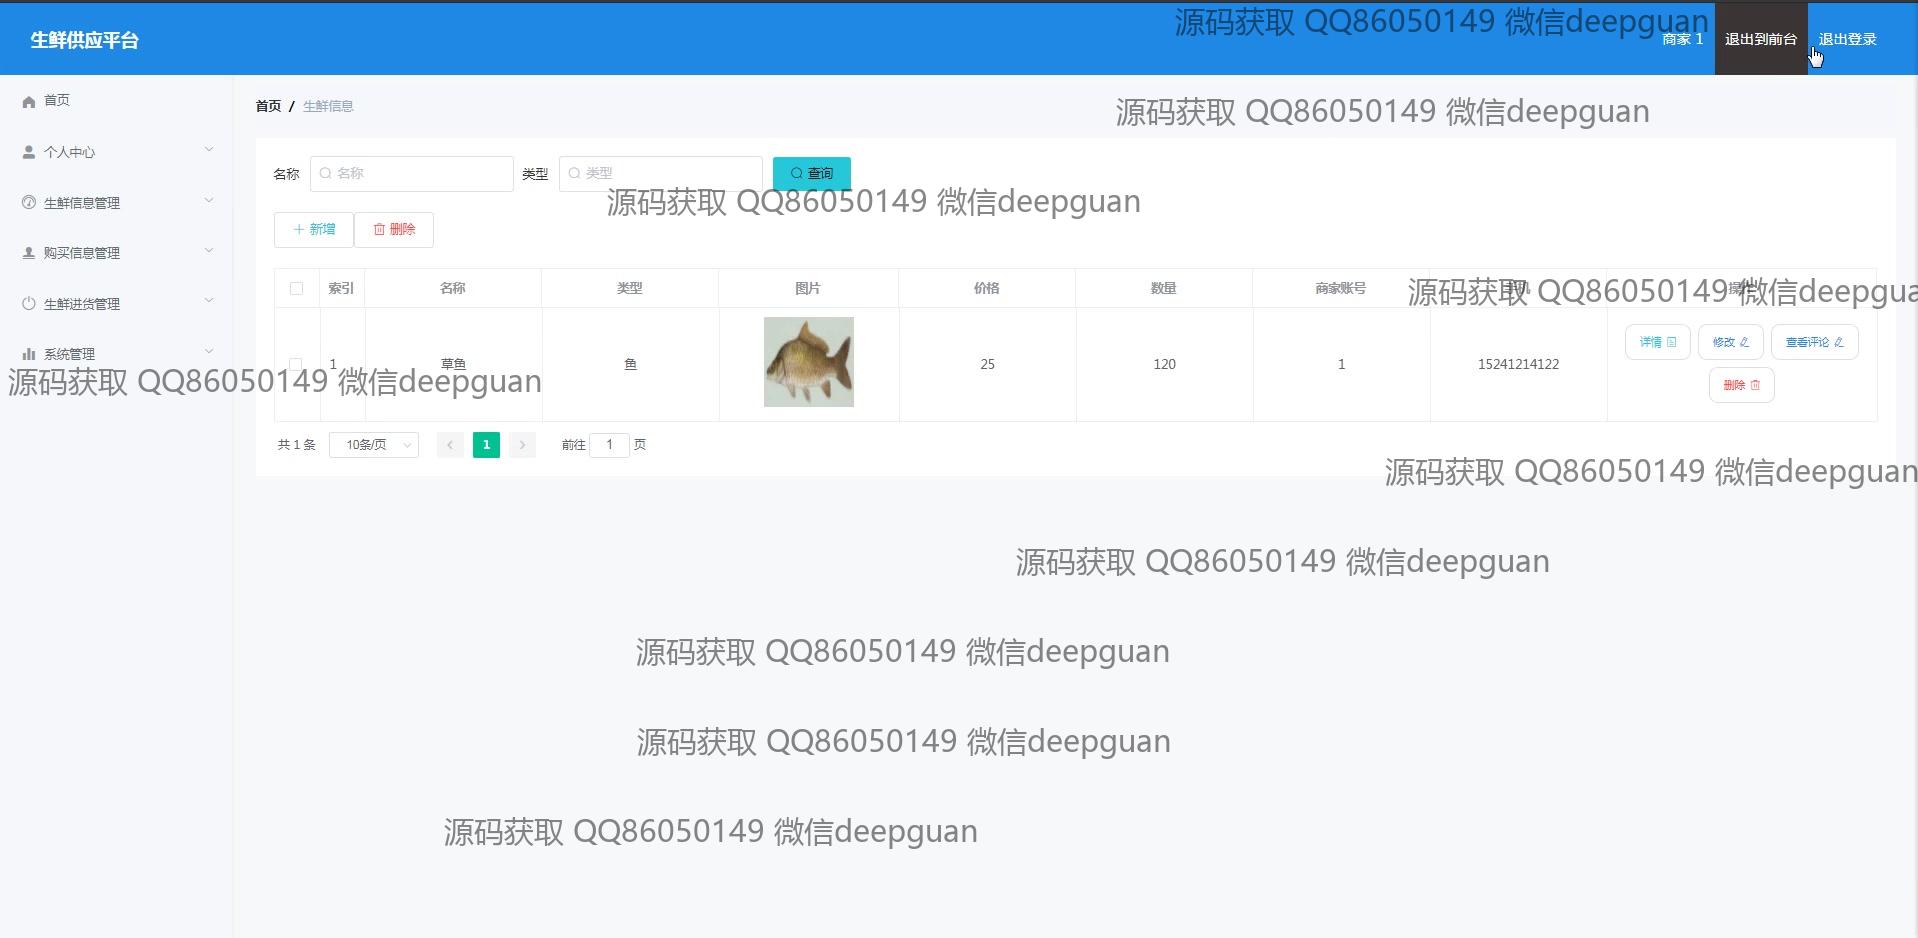 源码获取 QQ86050149 微信deepguan
生鲜供应平台
商家 1 退出到前台 退出登录
首页
个人中心
生鲜信息管理
购买信息管理
生鲜进货管理
系统管理
首页 / 生鲜信息
源码获取 QQ86050149 微信deepguan
名称 名称 类型 类型 查询
源码获取 QQ86050149 微信deepguan
新增 删除
索引 名称 类型 图片 价格 数量 商家账号 手机 操作
源码获取 QQ86050149 微信deepgua
1 草鱼 鱼 25 120 1 15241214122
详情 修改 查看评论
删除
源码获取 QQ86050149 微信deepguan
共 1 条 10条/页 1 前往 1 页
源码获取 QQ86050149 微信deepguan
源码获取 QQ86050149 微信deepguan
源码获取 QQ86050149 微信deepguan
源码获取 QQ86050149 微信deepguan
源码获取 QQ86050149 微信deepguan